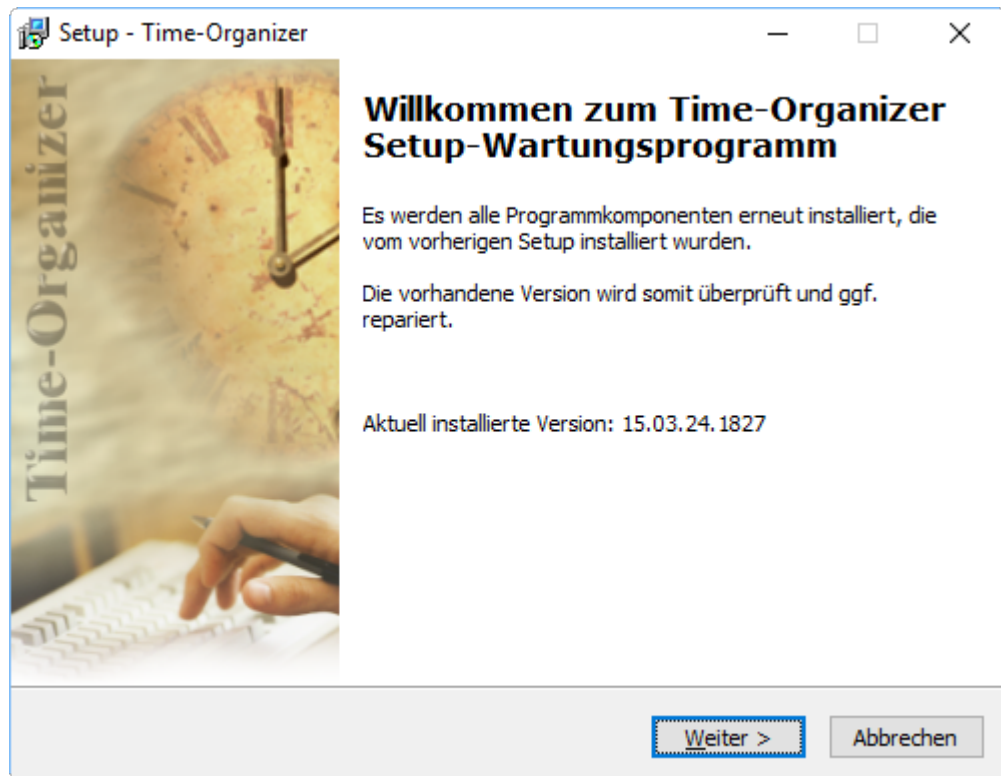 Setup - Time-Organizer
Time-Organizer
Willkommen zum Time-Organizer
Setup-Wartungsprogramm
Es werden alle Programmkomponenten erneut installiert, die
vom vorherigen Setup installiert wurden.
Die vorhandene Version wird somit überprüft und ggf.
repariert.
Aktuell installierte Version: 15.03.24.1827
Weiter >
Abbrechen